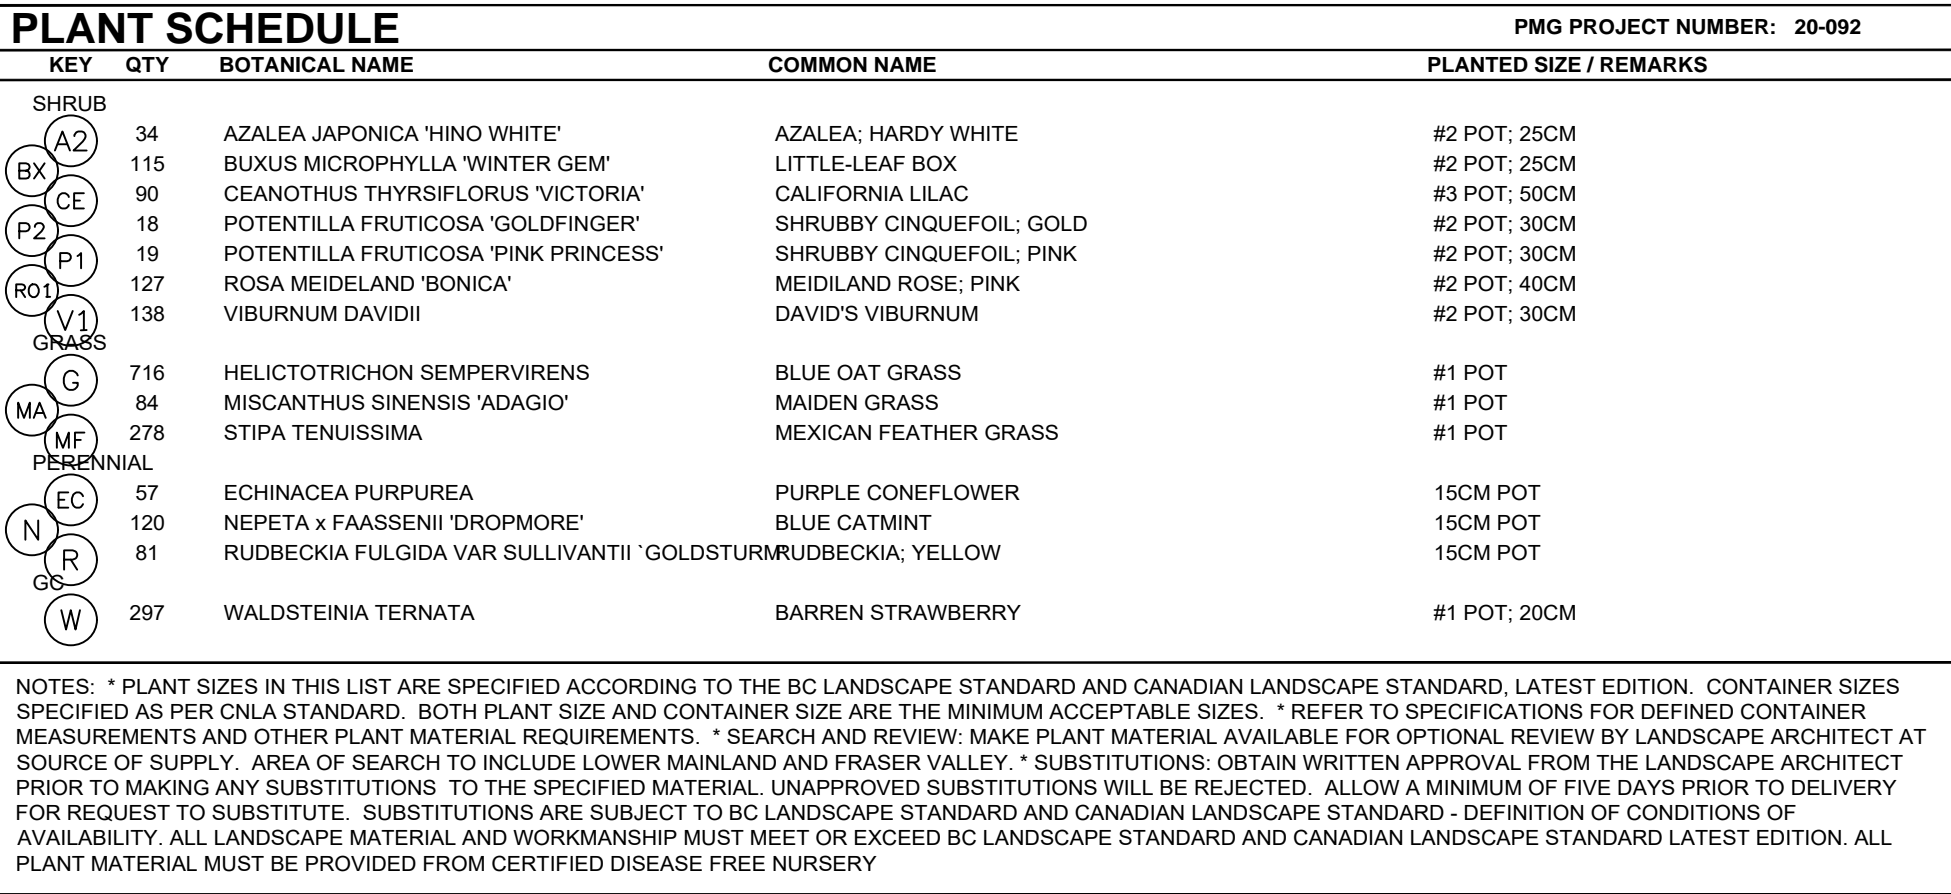 PLANT SCHEDULE PMG PROJECT NUMBER: 20-092
KEY QTY BOTANICAL NAME COMMON NAME PLANTED SIZE / REMARKS
SHRUB
A2 34 AZALEA JAPONICA 'HINO WHITE' AZALEA; HARDY WHITE #2 POT; 25CM
BX 115 BUXUS MICROPHYLLA 'WINTER GEM' LITTLE-LEAF BOX #2 POT; 25CM
CE 90 CEANOTHUS THYRSIFLORUS 'VICTORIA' CALIFORNIA LILAC #3 POT; 50CM
P2 18 POTENTILLA FRUTICOSA 'GOLDFINGER' SHRUBBY CINQUEFOIL; GOLD #2 POT; 30CM
P1 19 POTENTILLA FRUTICOSA 'PINK PRINCESS' SHRUBBY CINQUEFOIL; PINK #2 POT; 30CM
RO1 127 ROSA MEIDELAND 'BONICA' MEIDILAND ROSE; PINK #2 POT; 40CM
V1 138 VIBURNUM DAVIDII DAVID'S VIBURNUM #2 POT; 30CM
GRASS
G 716 HELICTOTRICHON SEMPERVIRENS BLUE OAT GRASS #1 POT
MA 84 MISCANTHUS SINENSIS 'ADAGIO' MAIDEN GRASS #1 POT
MF 278 STIPA TENUISSIMA MEXICAN FEATHER GRASS #1 POT
PERENNIAL
EC 57 ECHINACEA PURPUREA PURPLE CONEFLOWER 15CM POT
N 120 NEPETA x FAASSENII 'DROPMORE' BLUE CATMINT 15CM POT
R 81 RUDBECKIA FULGIDA VAR SULLIVANTII `GOLDSTURM' RUDBECKIA; YELLOW 15CM POT
GC
W 297 WALDSTEINIA TERNATA BARREN STRAWBERRY #1 POT; 20CM
NOTES: * PLANT SIZES IN THIS LIST ARE SPECIFIED ACCORDING TO THE BC LANDSCAPE STANDARD AND CANADIAN LANDSCAPE STANDARD, LATEST EDITION. CONTAINER SIZES
SPECIFIED AS PER CNLA STANDARD. BOTH PLANT SIZE AND CONTAINER SIZE ARE THE MINIMUM ACCEPTABLE SIZES. * REFER TO SPECIFICATIONS FOR DEFINED CONTAINER
MEASUREMENTS AND OTHER PLANT MATERIAL REQUIREMENTS. * SEARCH AND REVIEW: MAKE PLANT MATERIAL AVAILABLE FOR OPTIONAL REVIEW BY LANDSCAPE ARCHITECT AT
SOURCE OF SUPPLY. AREA OF SEARCH TO INCLUDE LOWER MAINLAND AND FRASER VALLEY. * SUBSTITUTIONS: OBTAIN WRITTEN APPROVAL FROM THE LANDSCAPE ARCHITECT
PRIOR TO MAKING ANY SUBSTITUTIONS TO THE SPECIFIED MATERIAL. UNAPPROVED SUBSTITUTIONS WILL BE REJECTED. ALLOW A MINIMUM OF FIVE DAYS PRIOR TO DELIVERY
FOR REQUEST TO SUBSTITUTE. SUBSTITUTIONS ARE SUBJECT TO BC LANDSCAPE STANDARD AND CANADIAN LANDSCAPE STANDARD - DEFINITION OF CONDITIONS OF
AVAILABILITY. ALL LANDSCAPE MATERIAL AND WORKMANSHIP MUST MEET OR EXCEED BC LANDSCAPE STANDARD AND CANADIAN LANDSCAPE STANDARD LATEST EDITION. ALL
PLANT MATERIAL MUST BE PROVIDED FROM CERTIFIED DISEASE FREE NURSERY